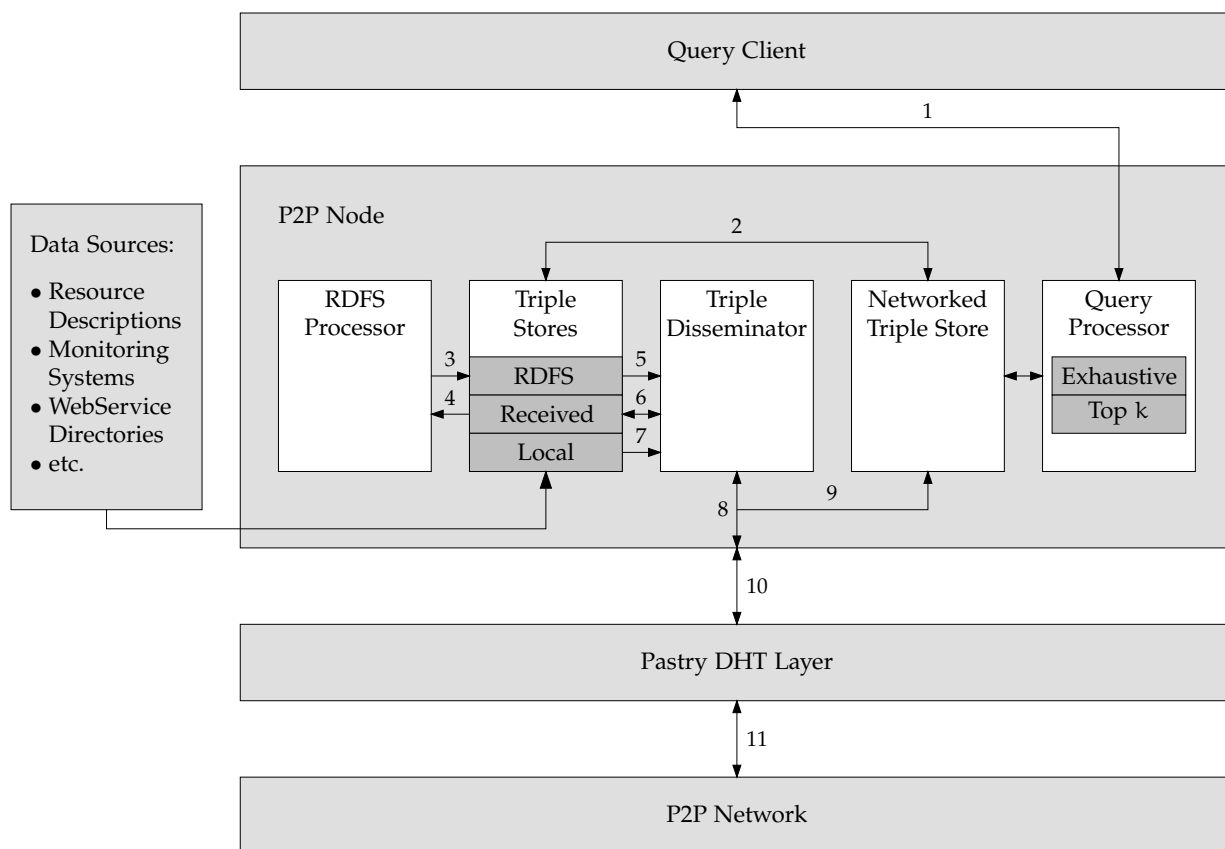 Query Client
1
P2P Node
2
Data Sources:
• Resource
Descriptions
• Monitoring
Systems
• WebService
Directories
• etc.
RDFS
Processor
Triple
Stores
RDFS
Received
Local
Triple
Disseminator
Networked
Triple Store
Query
Processor
Exhaustive
Top k
3
4
5
6
7
8
9
10
Pastry DHT Layer
11
P2P Network